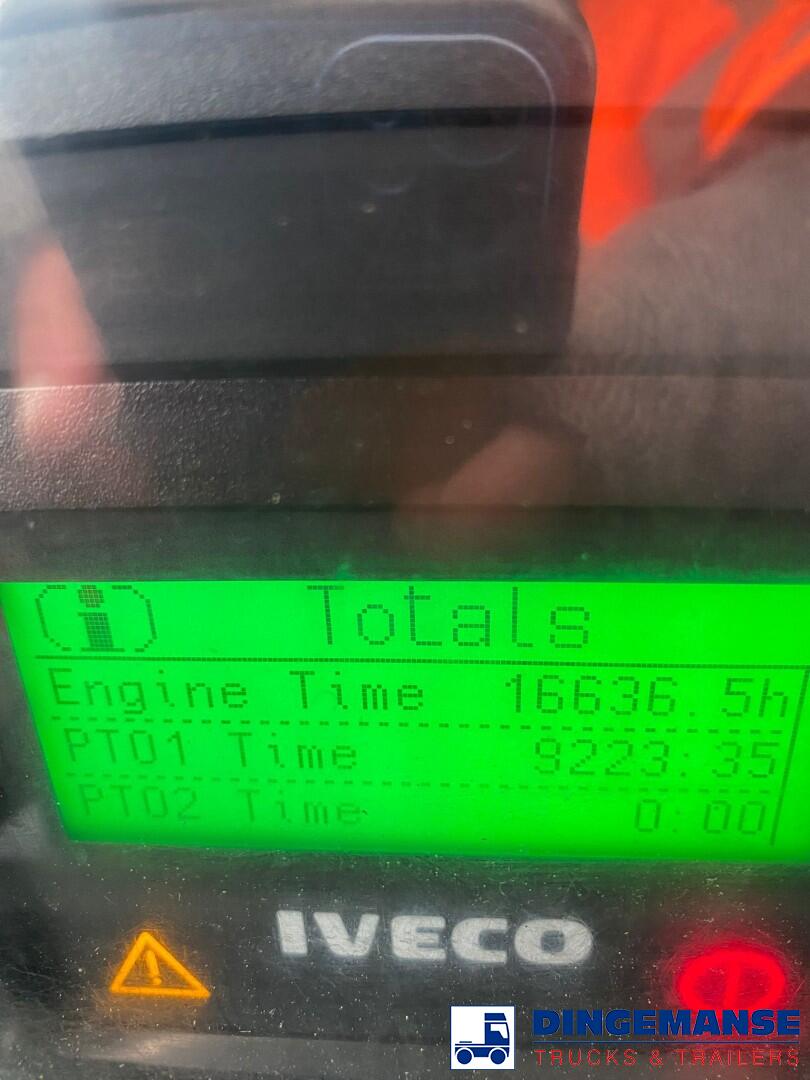 Totals
Engine Time 16636.5h
PTO1 Time 9223:35
PTO2 Time 0:00
IVECO
DINGEMANSE
TRUCKS & TRAILERS